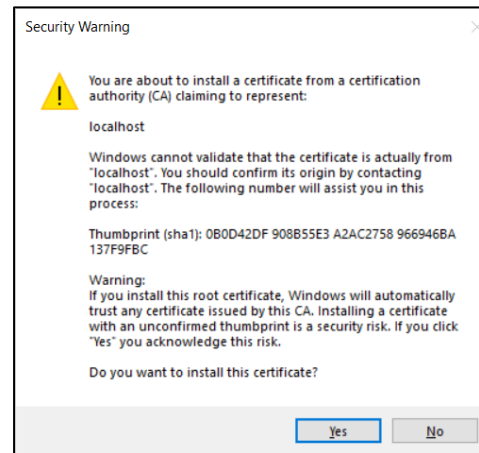 Security Warning
You are about to install a certificate from a certification
authority (CA) claiming to represent:
localhost
Windows cannot validate that the certificate is actually from
"localhost". You should confirm its origin by contacting
"localhost". The following number will assist you in this
process:
Thumbprint (sha1): 0B0D42DF 908B55E3 A2AC2758 966946BA
137F9FBC
Warning:
If you install this root certificate, Windows will automatically
trust any certificate issued by this CA. Installing a certificate
with an unconfirmed thumbprint is a security risk. If you click
"Yes" you acknowledge this risk.
Do you want to install this certificate?
Yes No